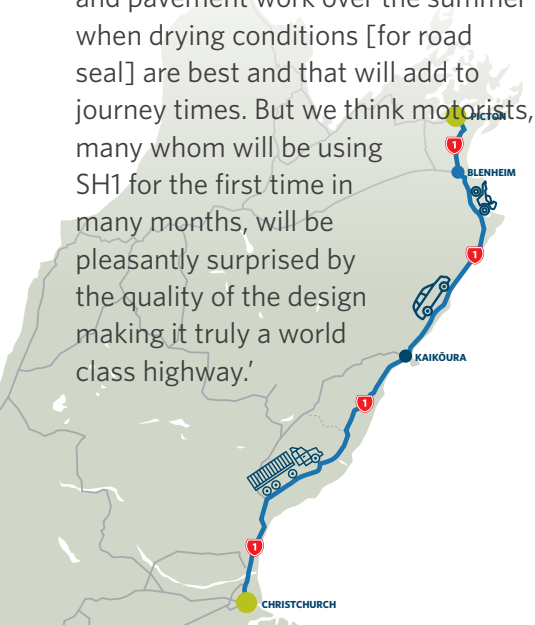 and pavement work over the summer
when drying conditions [for road
seal] are best and that will add to
journey times. But we think motorists,
many whom will be using
SH1 for the first time in
many months, will be
pleasantly surprised by
the quality of the design
making it truly a world
class highway.'
PICTON
1
BLENHEIM
1
KAIKŌURA
1
1
CHRISTCHURCH